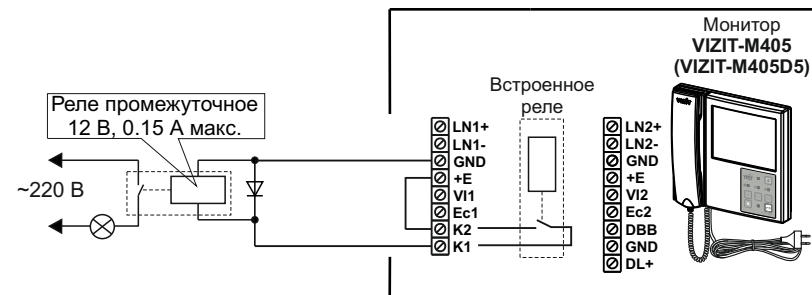 Монитор
VIZIT-M405
(VIZIT-M405D5)
Встроенное
реле
Реле промежуточное
12 В, 0.15 А макс.
~220 В
LN1+
LN1-
GND
+E
VI1
Ec1
K2
K1
LN2+
LN2-
GND
+E
VI2
Ec2
DBB
GND
DL+